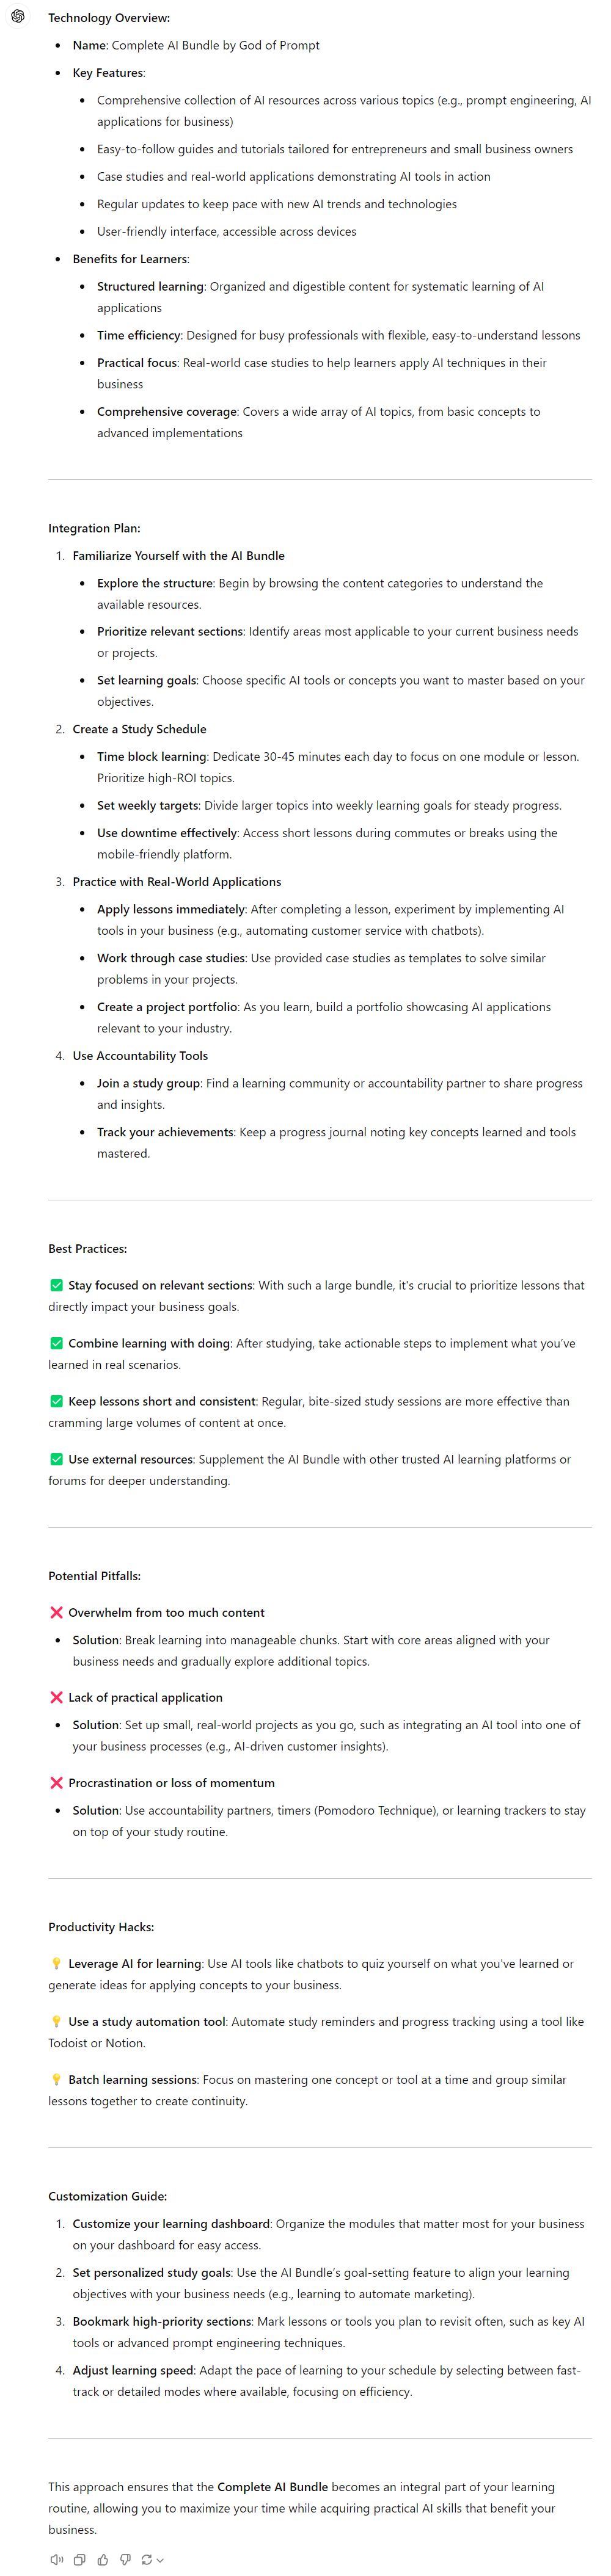 Technology Overview:
Name: Complete AI Bundle by God of Prompt
Key Features:
Comprehensive collection of AI resources across various topics (e.g., prompt engineering, AI
applications for business)
Easy-to-follow guides and tutorials tailored for entrepreneurs and small business owners
Case studies and real-world applications demonstrating AI tools in action
Regular updates to keep pace with new AI trends and technologies
User-friendly interface, accessible across devices
Benefits for Learners:
Structured learning: Organized and digestible content for systematic learning of AI
applications
Time efficiency: Designed for busy professionals with flexible, easy-to-understand lessons
Practical focus: Real-world case studies to help learners apply AI techniques in their
business
Comprehensive coverage: Covers a wide array of AI topics, from basic concepts to
advanced implementations
Integration Plan:
1. Familiarize Yourself with the AI Bundle
Explore the structure: Begin by browsing the content categories to understand the
available resources.
Prioritize relevant sections: Identify areas most applicable to your current business needs
or projects.
Set learning goals: Choose specific AI tools or concepts you want to master based on your
objectives.
2. Create a Study Schedule
Time block learning: Dedicate 30-45 minutes each day to focus on one module or lesson.
Prioritize high-ROI topics.
Set weekly targets: Divide larger topics into weekly learning goals for steady progress.
Use downtime effectively: Access short lessons during commutes or breaks using the
mobile-friendly platform.
3. Practice with Real-World Applications
Apply lessons immediately: After completing a lesson, experiment by implementing AI
tools in your business (e.g., automating customer service with chatbots).
Work through case studies: Use provided case studies as templates to solve similar
problems in your projects.
Create a project portfolio: As you learn, build a portfolio showcasing AI applications
relevant to your industry.
4. Use Accountability Tools
Join a study group: Find a learning community or accountability partner to share progress
and insights.
Track your achievements: Keep a progress journal noting key concepts learned and tools
mastered.
Best Practices:
✅ Stay focused on relevant sections: With such a large bundle, it's crucial to prioritize lessons that
directly impact your business goals.
✅ Combine learning with doing: After studying, take actionable steps to implement what you've
learned in real scenarios.
✅ Keep lessons short and consistent: Regular, bite-sized study sessions are more effective than
cramming large volumes of content at once.
✅ Use external resources: Supplement the AI Bundle with other trusted AI learning platforms or
forums for deeper understanding.
Potential Pitfalls:
❌ Overwhelm from too much content
Solution: Break learning into manageable chunks. Start with core areas aligned with your
business needs and gradually explore additional topics.
❌ Lack of practical application
Solution: Set up small, real-world projects as you go, such as integrating an AI tool into one of
your business processes (e.g., AI-driven customer insights).
❌ Procrastination or loss of momentum
Solution: Use accountability partners, timers (Pomodoro Technique), or learning trackers to stay
on top of your study routine.
Productivity Hacks:
💡 Leverage AI for learning: Use AI tools like chatbots to quiz yourself on what you've learned or
generate ideas for applying concepts to your business.
💡 Use a study automation tool: Automate study reminders and progress tracking using a tool like
Todoist or Notion.
💡 Batch learning sessions: Focus on mastering one concept or tool at a time and group similar
lessons together to create continuity.
Customization Guide:
1. Customize your learning dashboard: Organize the modules that matter most for your business
on your dashboard for easy access.
2. Set personalized study goals: Use the AI Bundle's goal-setting feature to align your learning
objectives with your business needs (e.g., learning to automate marketing).
3. Bookmark high-priority sections: Mark lessons or tools you plan to revisit often, such as key AI
tools or advanced prompt engineering techniques.
4. Adjust learning speed: Adapt the pace of learning to your schedule by selecting between fast-
track or detailed modes where available, focusing on efficiency.
This approach ensures that the Complete AI Bundle becomes an integral part of your learning
routine, allowing you to maximize your time while acquiring practical AI skills that benefit your
business.